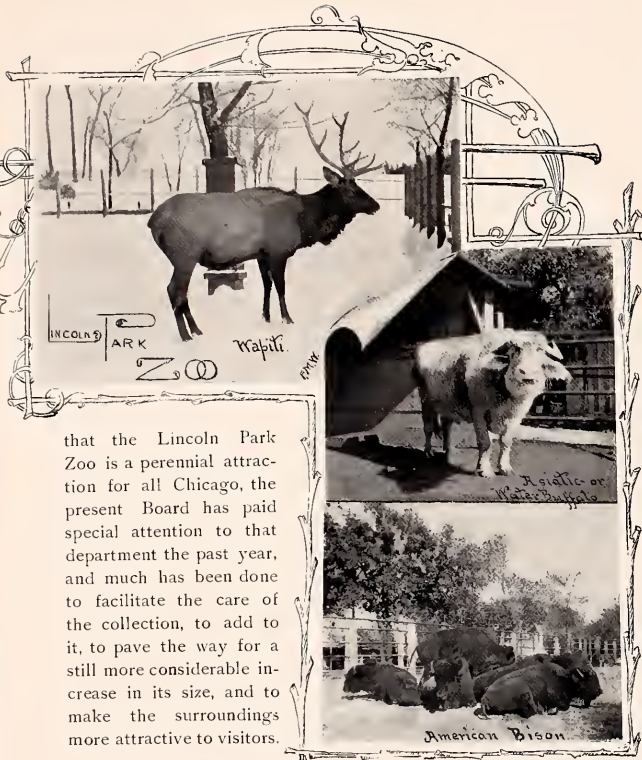 LINCOLN PARK
ZOO
Wapiti.
F.M.W.
Asiatic or
Water Buffalo
that the Lincoln Park
Zoo is a perennial attrac-
tion for all Chicago, the
present Board has paid
special attention to that
department the past year,
and much has been done
to facilitate the care of
the collection, to add to
it, to pave the way for a
still more considerable in-
crease in its size, and to
make the surroundings
more attractive to visitors.
American Bison